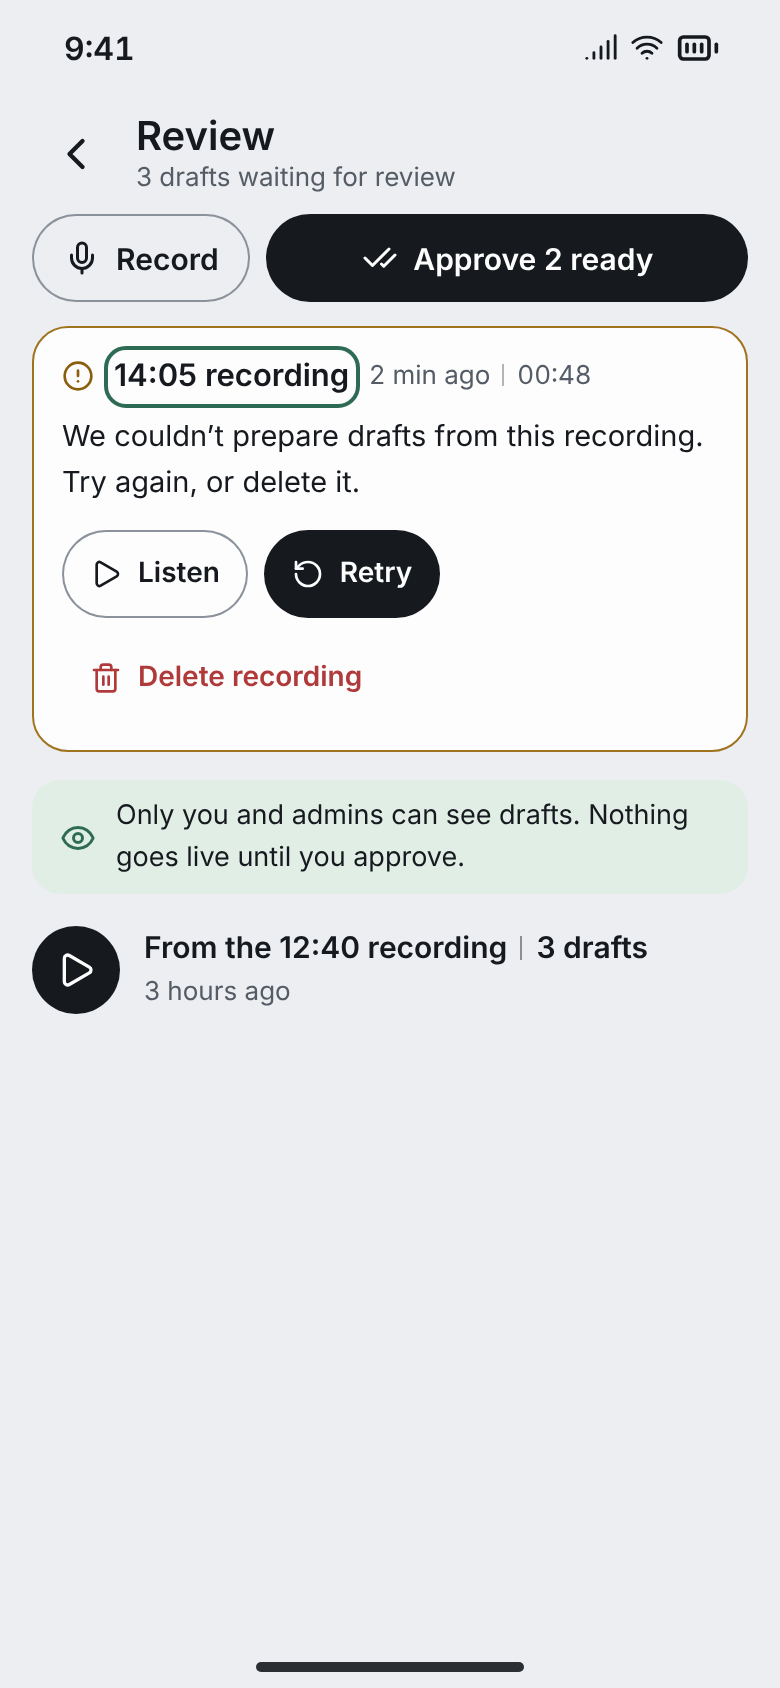 9:41
Review
3 drafts waiting for review
Record
Approve 2 ready
14:05 recording 2 min ago | 00:48
We couldn’t prepare drafts from this recording.
Try again, or delete it.
Listen
Retry
Delete recording
Only you and admins can see drafts. Nothing
goes live until you approve.
From the 12:40 recording | 3 drafts
3 hours ago